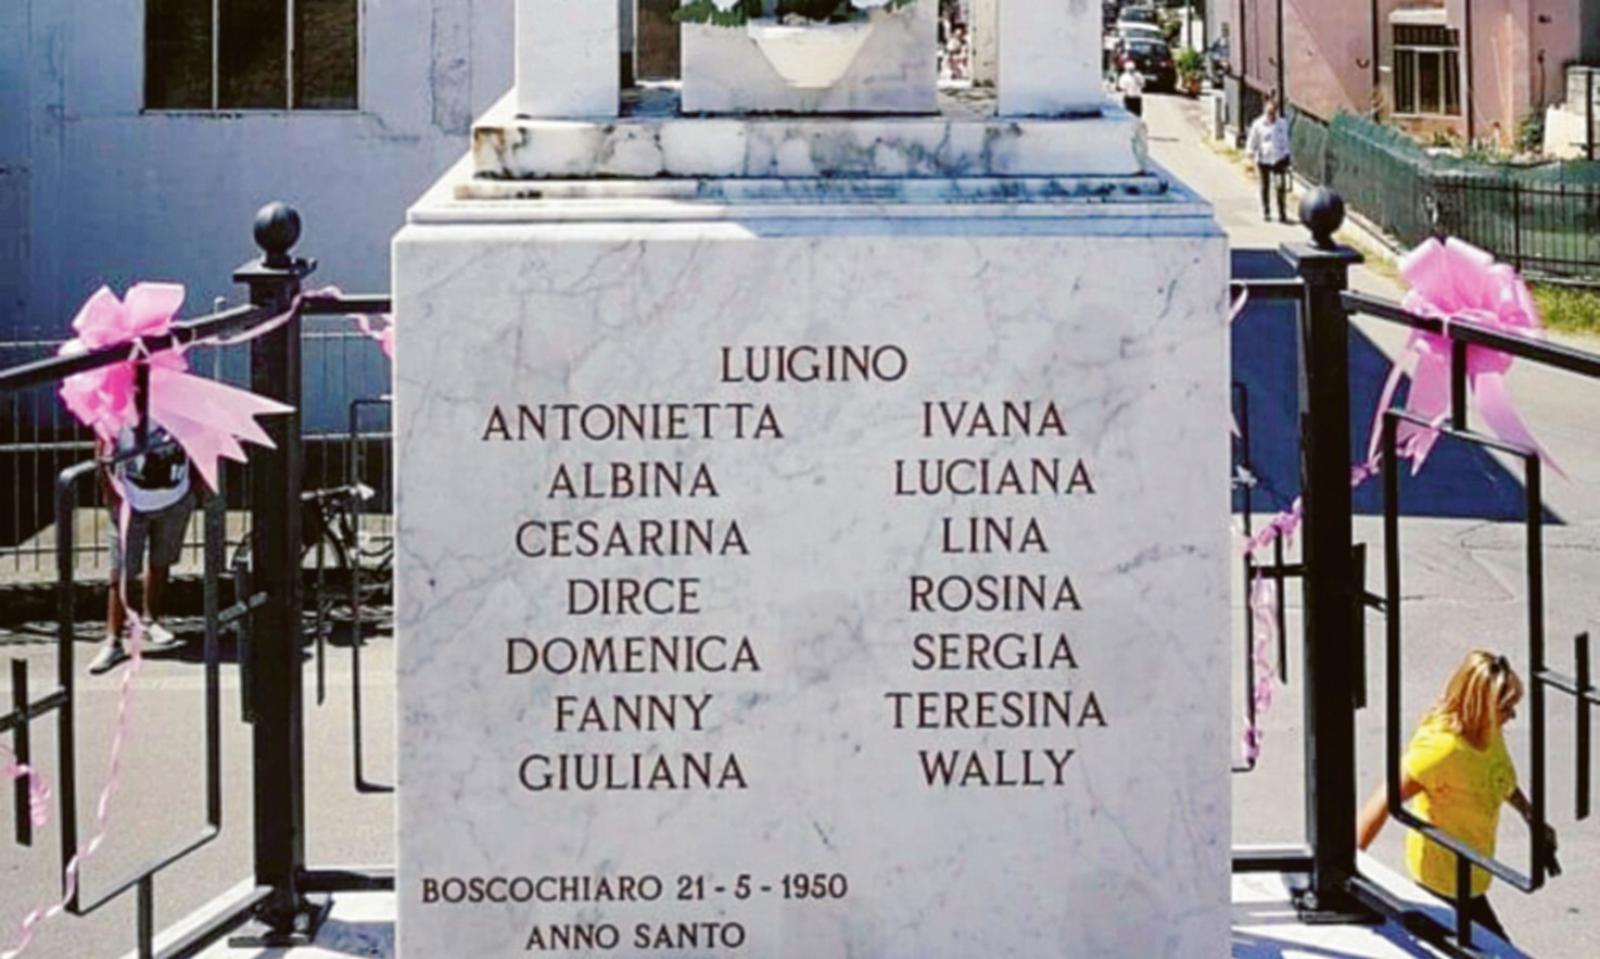 LUIGINO
ANTONIETTA IVANA
ALBINA LUCIANA
CESARINA LINA
DIRCE ROSINA
DOMENICA SERGIA
FANNY TERESINA
GIULIANA WALLY
BOSCOCHIARO 21 - 5 - 1950
ANNO SANTO